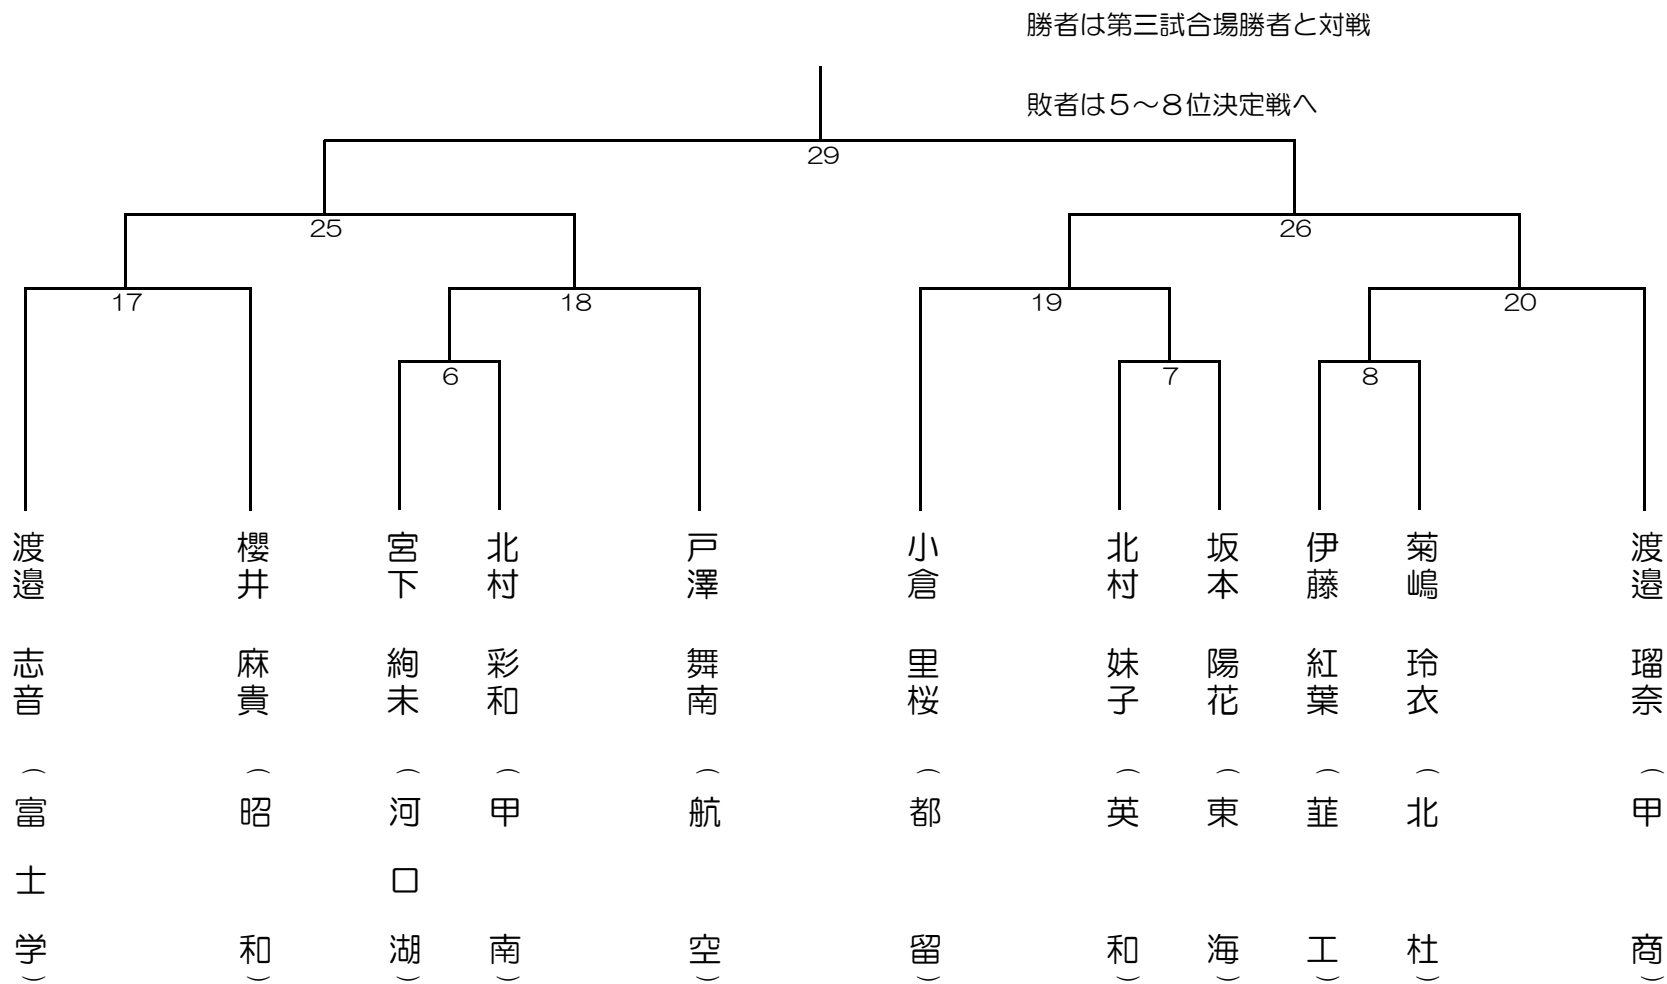 勝者は第三試合場勝者と対戦
敗者は５～８位決定戦へ
29
25
26
17
18
19
20
6
7
8
渡邉 志音 （富士学）
櫻井 麻貴 （昭和）
宮下 絢未 （河口湖）
北村 彩和 （甲南）
戸澤 舞南 （航空）
小倉 里桜 （都留）
北村 妹子 （英和）
坂本 陽花 （東海）
伊藤 紅葉 （韮工）
菊嶋 玲衣 （北杜）
渡邉 瑠奈 （甲商）